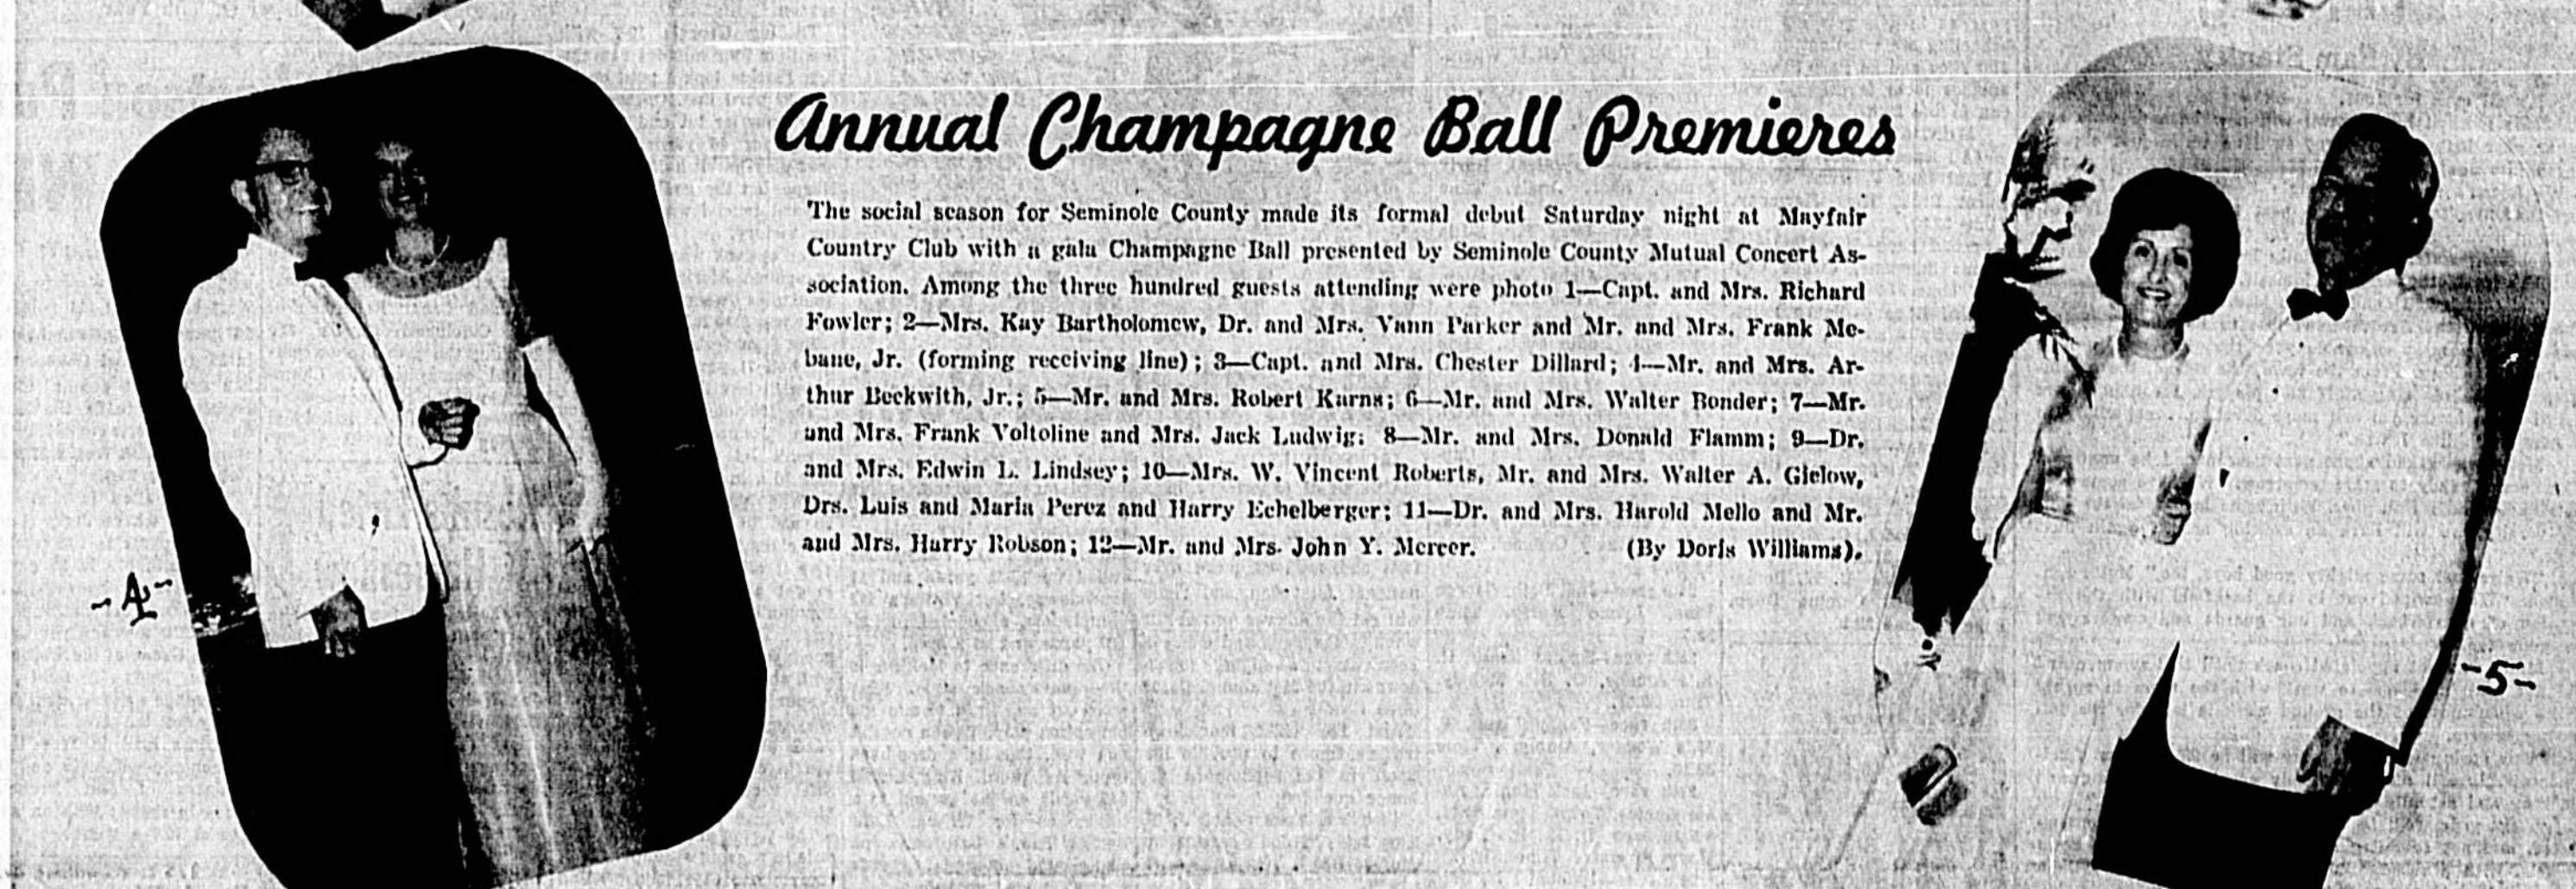 Annual Champagne Ball Premieres
The social season for Seminole County made its formal debut Saturday night at Mayfair
Country Club with a gala Champagne Ball presented by Seminole County Mutual Concert As-
sociation. Among the three hundred guests attending were photo 1—Capt. and Mrs. Richard
Fowler; 2—Mrs. Kay Bartholomew, Dr. and Mrs. Vann Parker and Mr. and Mrs. Frank Me-
bane, Jr. (forming receiving line); 3—Capt. and Mrs. Chester Dillard; 4—Mr. and Mrs. Ar-
thur Beckwith, Jr.; 5—Mr. and Mrs. Robert Karns; 6—Mr. and Mrs. Walter Bonder; 7—Mr.
and Mrs. Frank Voltoline and Mrs. Jack Ludwig; 8—Mr. and Mrs. Donald Flamm; 9—Dr.
and Mrs. Edwin L. Lindsey; 10—Mrs. W. Vincent Roberts, Mr. and Mrs. Walter A. Gielow,
Drs. Luis and Maria Perez and Harry Echelberger; 11—Dr. and Mrs. Harold Mello and Mr.
and Mrs. Harry Robson; 12—Mr. and Mrs. John Y. Mercer. (By Doris Williams).
-4-
-5-